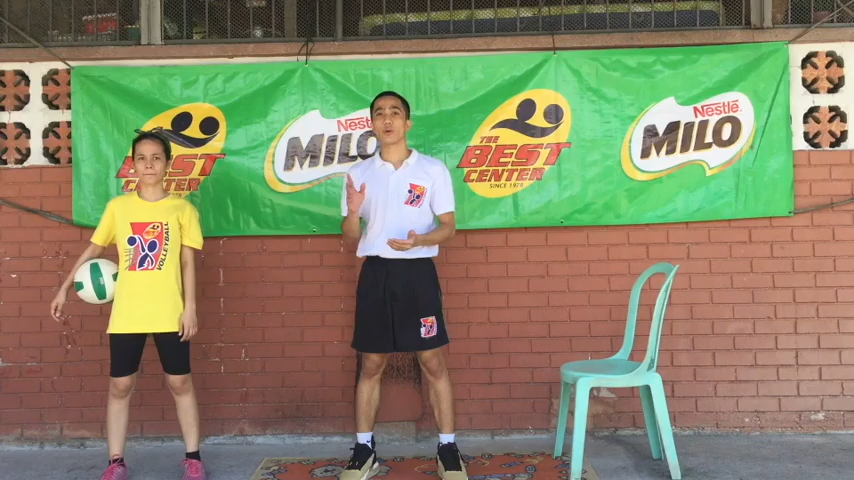 BEST
CENTER
Nestlé
MILO
THE
BEST
CENTER
SINCE 1978
Nestlé
MILO
VOLLEYBALL